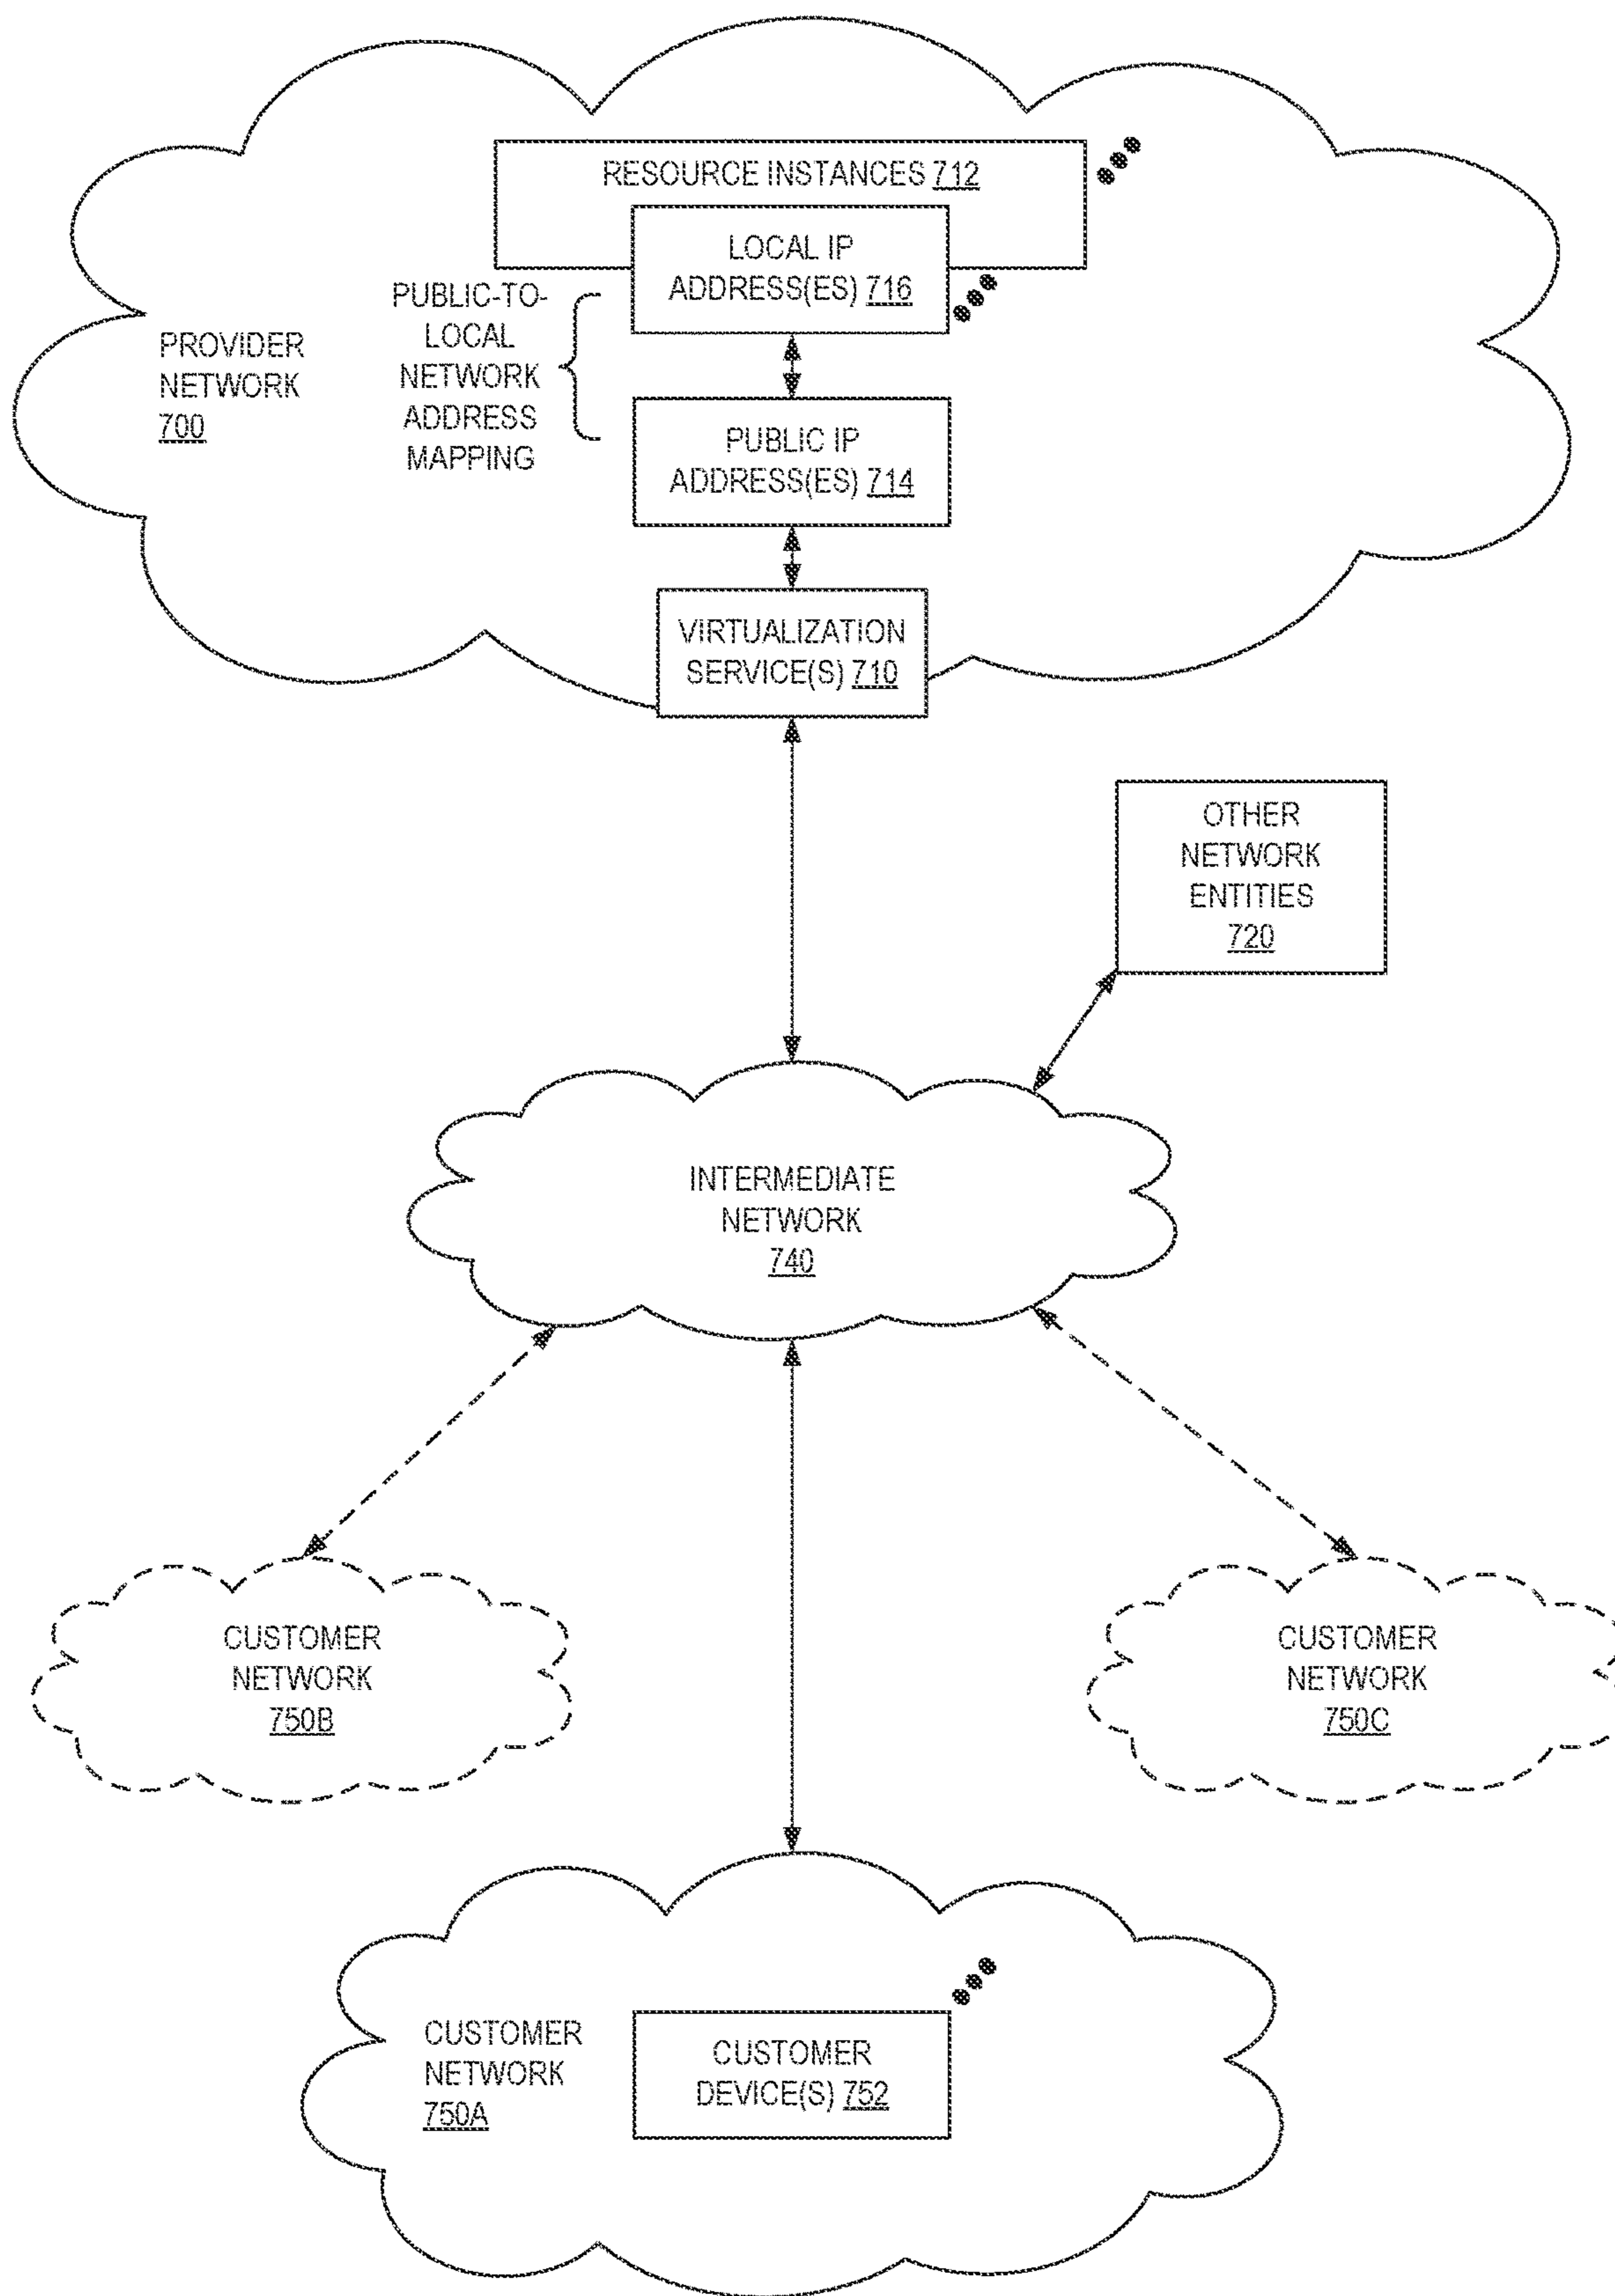 RESOURCE INSTANCES 712
LOCAL IP
ADDRESS(ES) 716
PUBLIC-TO-
LOCAL
NETWORK
ADDRESS
MAPPING
PROVIDER
NETWORK
700
PUBLIC IP
ADDRESS(ES) 714
VIRTUALIZATION
SERVICE(S) 710
OTHER
NETWORK
ENTITIES
720
INTERMEDIATE
NETWORK
740
CUSTOMER
NETWORK
750B
CUSTOMER
NETWORK
750C
CUSTOMER
NETWORK
750A
CUSTOMER
DEVICE(S) 752